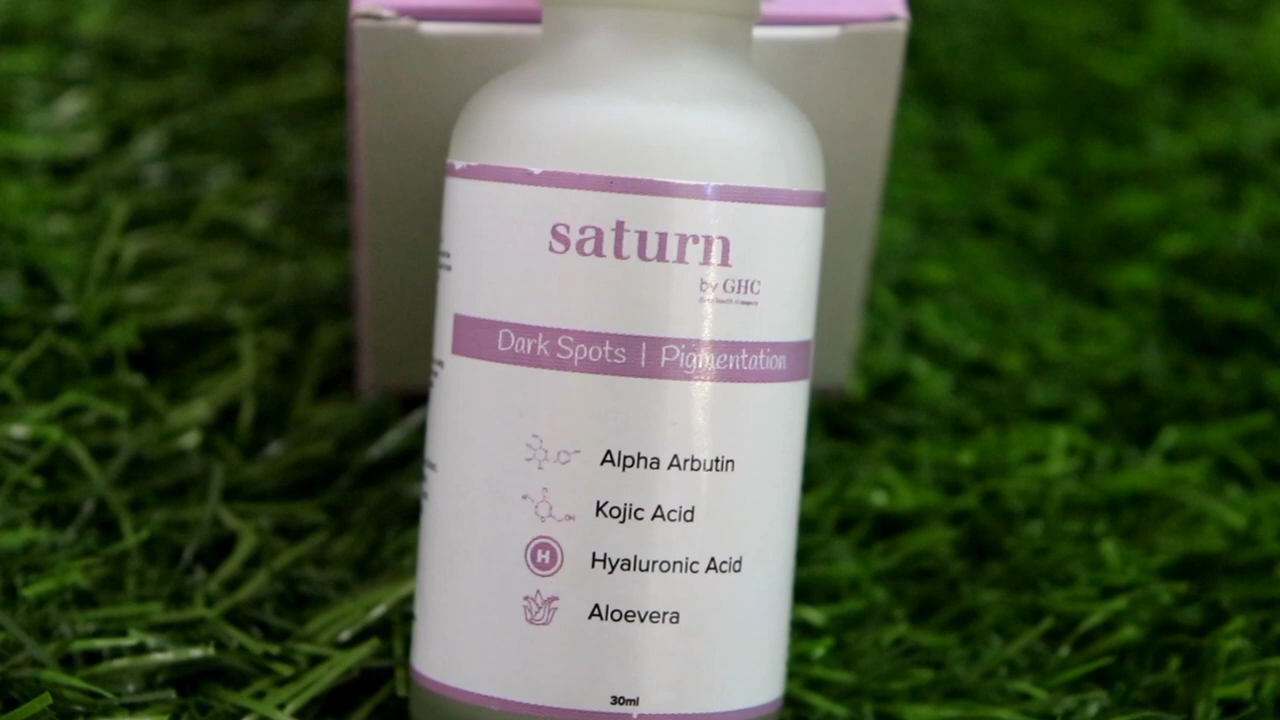 saturn
by GHC
Dark Spots | Pigmentation
Alpha Arbutin
Kojic Acid
H
Hyaluronic Acid
Aloevera
30ml